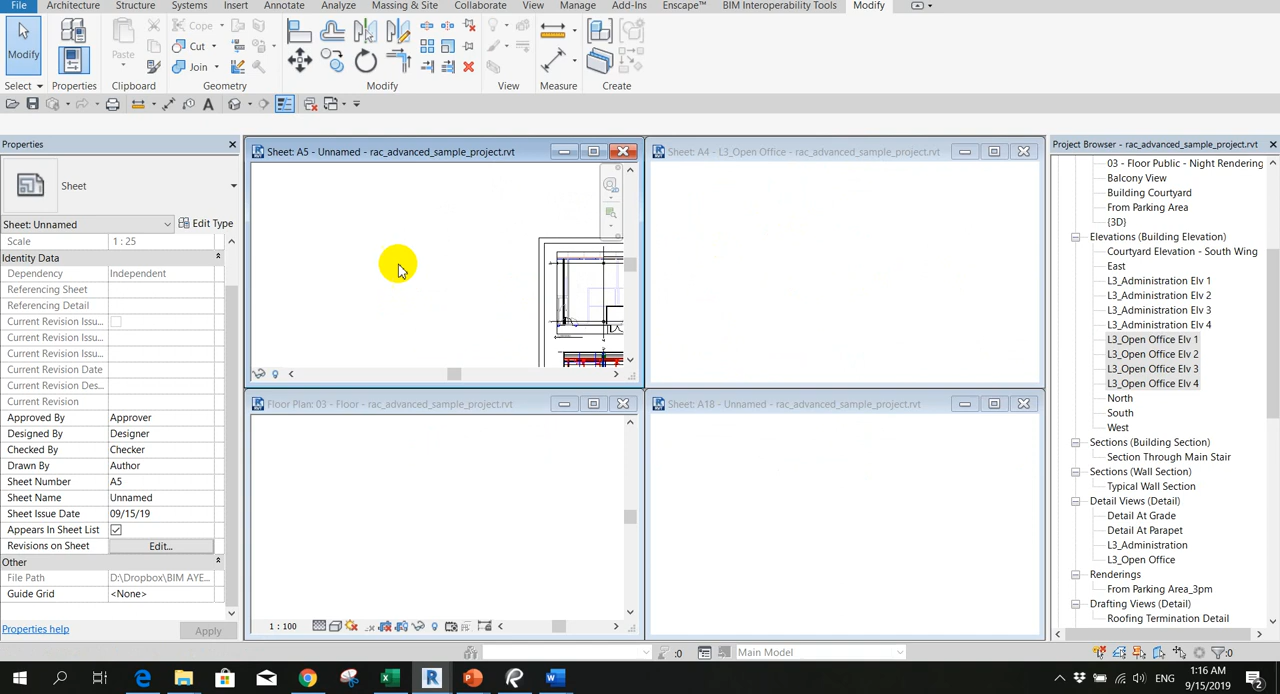 File Architecture Structure Systems Insert Annotate Analyze Massing & Site Collaborate View Manage Add-Ins Enscape™ BIM Interoperability Tools Modify
Modify
Paste
Cope
Cut
Join
Select Properties Clipboard Geometry Modify View Measure Create
Properties
Sheet
Sheet: Unnamed
Edit Type
Scale 1 : 25
Identity Data
Dependency Independent
Referencing Sheet
Referencing Detail
Current Revision Issu...
Current Revision Issu...
Current Revision Issu...
Current Revision Date
Current Revision Des...
Current Revision
Approved By Approver
Designed By Designer
Checked By Checker
Drawn By Author
Sheet Number A5
Sheet Name Unnamed
Sheet Issue Date 09/15/19
Appears In Sheet List
Revisions on Sheet Edit...
Other
File Path D:\Dropbox\BIM AYE...
Guide Grid <None>
Properties help
Apply
Sheet: A5 - Unnamed - rac_advanced_sample_project.rvt
Sheet: A4 - L3_Open Office - rac_advanced_sample_project.rvt
Floor Plan: 03 - Floor - rac_advanced_sample_project.rvt
Sheet: A18 - Unnamed - rac_advanced_sample_project.rvt
1 : 100
Project Browser - rac_advanced_sample_project.rvt
03 - Floor Public - Night Rendering
Balcony View
Building Courtyard
From Parking Area
{3D}
Elevations (Building Elevation)
Courtyard Elevation - South Wing
East
L3_Administration Elv 1
L3_Administration Elv 2
L3_Administration Elv 3
L3_Administration Elv 4
L3_Open Office Elv 1
L3_Open Office Elv 2
L3_Open Office Elv 3
L3_Open Office Elv 4
North
South
West
Sections (Building Section)
Section Through Main Stair
Sections (Wall Section)
Typical Wall Section
Detail Views (Detail)
Detail At Grade
Detail At Parapet
L3_Administration
L3_Open Office
Renderings
From Parking Area_3pm
Drafting Views (Detail)
Roofing Termination Detail
:0
Main Model
:0
ENG
1:16 AM
9/15/2019
2